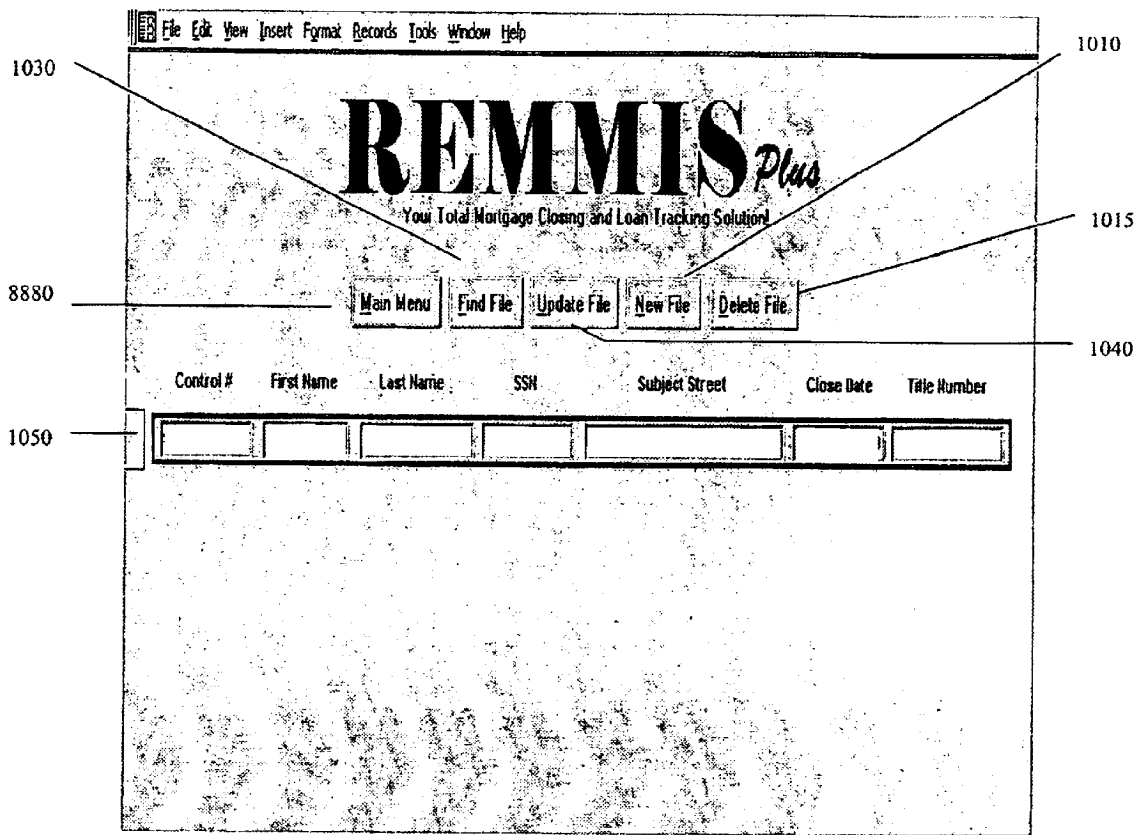 File Edit View Insert Format Records Tools Window Help
1030
1010
REMMIS Plus
Your Total Mortgage Closing and Loan Tracking Solution!
1015
8880
Main Menu Find File Update File New File Delete File
1040
Control # First Name Last Name SSN Subject Street Close Date Title Number
1050